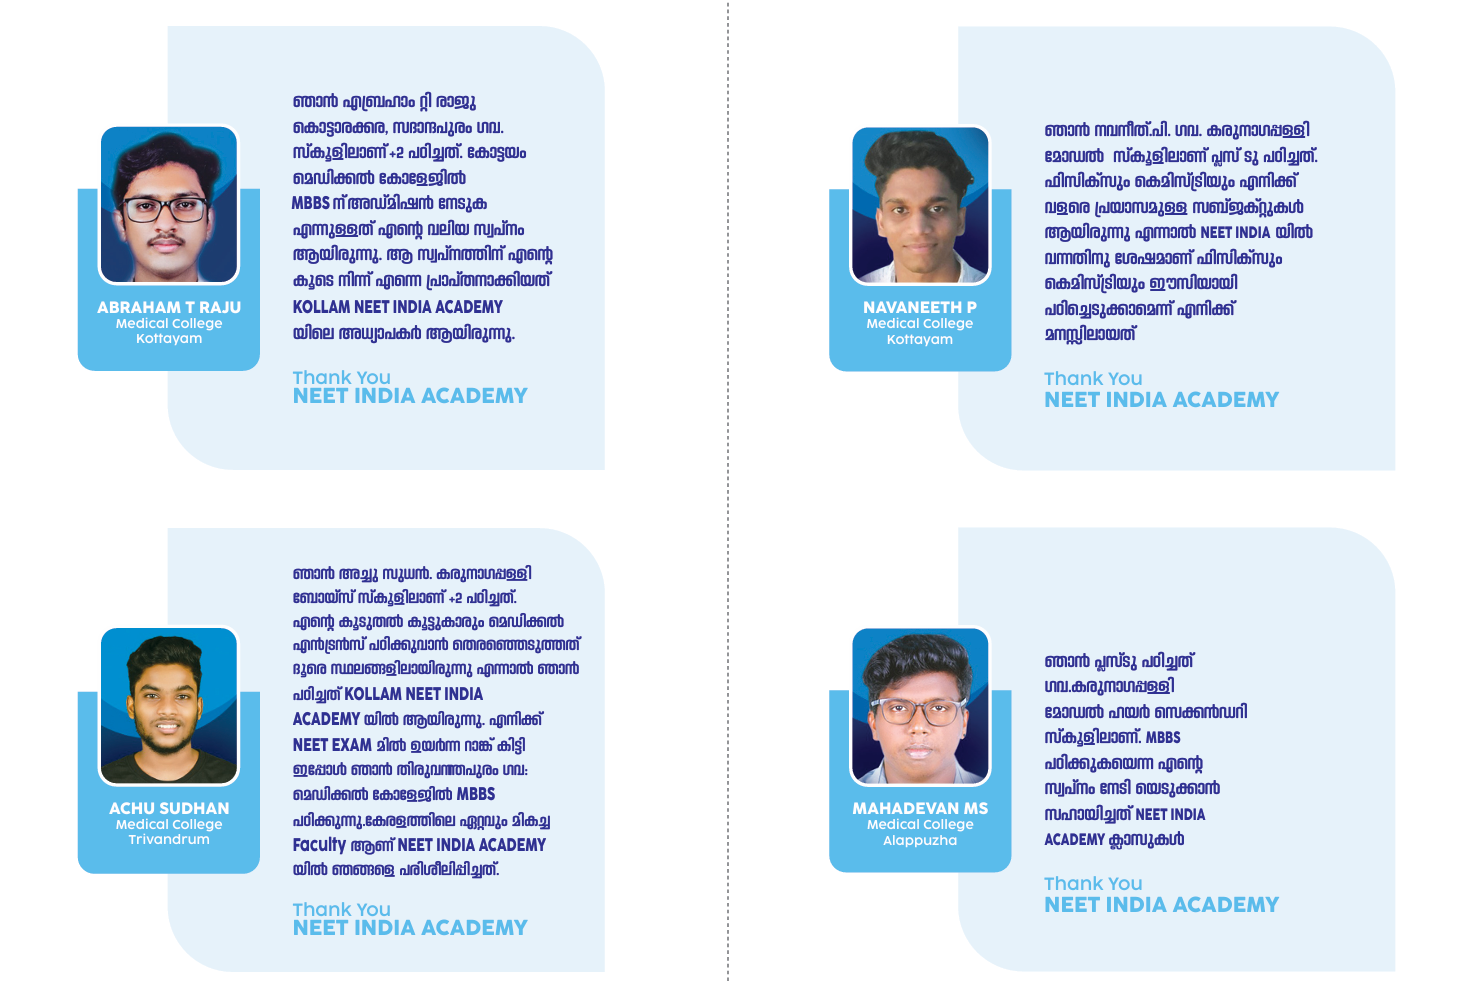 ഞാൻ എബ്രഹാം റ്റി രാജു
കൊട്ടാരക്കര, സദാനന്ദപുരം ഗവ.
സ്കൂളിലാണ് +2 പഠിച്ചത്. കോട്ടയം
മെഡിക്കൽ കോളേജിൽ
MBBS ന് അഡ്മിഷൻ നേടുക
എന്നുള്ളത് എന്റെ വലിയ സ്വപ്നം
ആയിരുന്നു. ആ സ്വപ്നത്തിന് എന്റെ
കൂടെ നിന്ന് എന്നെ പ്രാപ്തനാക്കിയത്
KOLLAM NEET INDIA ACADEMY
യിലെ അധ്യാപകർ ആയിരുന്നു.
Thank You
NEET INDIA ACADEMY
ABRAHAM T RAJU
Medical College
Kottayam
ഞാൻ നവനീത്.പി. ഗവ. കരുനാഗപ്പള്ളി
മോഡൽ സ്കൂളിലാണ് പ്ലസ് ടു പഠിച്ചത്.
ഫിസിക്സും കെമിസ്ട്രിയും എനിക്ക്
വളരെ പ്രയാസമുള്ള സബ്ജക്റ്റുകൾ
ആയിരുന്നു എന്നാൽ NEET INDIA യിൽ
വന്നതിനു ശേഷമാണ് ഫിസിക്സും
കെമിസ്ട്രിയും ഈസിയായി
പഠിച്ചെടുക്കാമെന്ന് എനിക്ക്
മനസ്സിലായത്
Thank You
NEET INDIA ACADEMY
NAVANEETH P
Medical College
Kottayam
ഞാൻ അച്ചു സുധൻ. കരുനാഗപ്പള്ളി
ബോയ്സ് സ്കൂളിലാണ് +2 പഠിച്ചത്.
എന്റെ കൂടുതൽ കൂട്ടുകാരും മെഡിക്കൽ
എൻട്രൻസ് പഠിക്കുവാൻ തെരഞ്ഞെടുത്തത്
ദൂരെ സ്ഥലങ്ങളിലായിരുന്നു എന്നാൽ ഞാൻ
പഠിച്ചത് KOLLAM NEET INDIA
ACADEMY യിൽ ആയിരുന്നു. എനിക്ക്
NEET EXAM മിൽ ഉയർന്ന റാങ്ക് കിട്ടി
ഇപ്പോൾ ഞാൻ തിരുവനന്തപുരം ഗവ:
മെഡിക്കൽ കോളേജിൽ MBBS
പഠിക്കുന്നു.കേരളത്തിലെ ഏറ്റവും മികച്ച
Faculty ആണ് NEET INDIA ACADEMY
യിൽ ഞങ്ങളെ പരിശീലിപ്പിച്ചത്.
Thank You
NEET INDIA ACADEMY
ACHU SUDHAN
Medical College
Trivandrum
ഞാൻ പ്ലസ്ടു പഠിച്ചത്
ഗവ.കരുനാഗപ്പള്ളി
മോഡൽ ഹയർ സെക്കൻഡറി
സ്കൂളിലാണ്. MBBS
പഠിക്കുകയെന്ന എന്റെ
സ്വപ്നം നേടി യെടുക്കാൻ
സഹായിച്ചത് NEET INDIA
ACADEMY ക്ലാസുകൾ
Thank You
NEET INDIA ACADEMY
MAHADEVAN MS
Medical College
Alappuzha